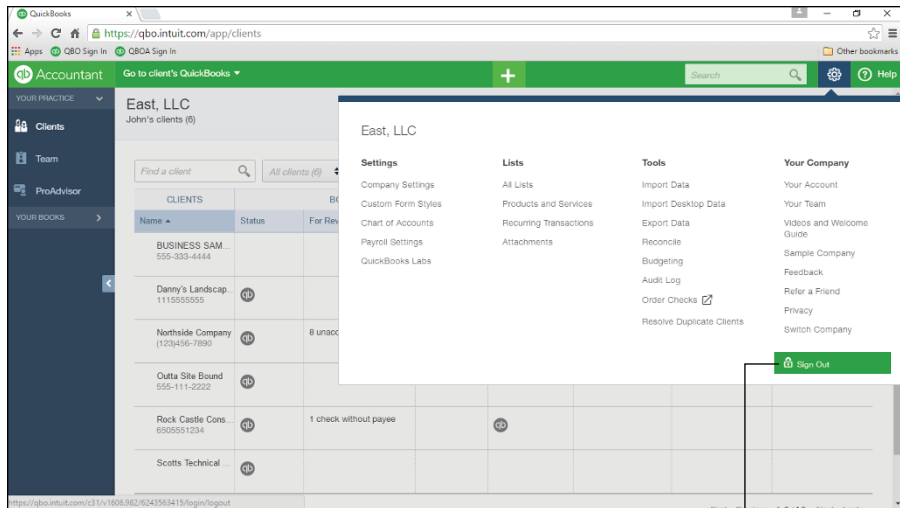 QuickBooks
https://qbo.intuit.com/app/clients
Apps QBO Sign In QBOA Sign In Other bookmarks
qb Accountant Go to client's QuickBooks Search Help
YOUR PRACTICE
Clients
Team
ProAdvisor
YOUR BOOKS
East, LLC
John's clients (6)
Find a client All clients (6)
CLIENTS
Name Status For Rev
BUSINESS SAM...
555-333-4444
Danny's Landscap... qb
1115555555
Northside Company qb 8 unacc
(123)456-7890
Outta Site Bound qb
555-111-2222
Rock Castle Cons... qb 1 check without payee qb
6505551234
Scotts Technical ... qb
East, LLC
Settings
Company Settings
Custom Form Styles
Chart of Accounts
Payroll Settings
QuickBooks Labs
Lists
All Lists
Products and Services
Recurring Transactions
Attachments
Tools
Import Data
Import Desktop Data
Export Data
Reconcile
Budgeting
Audit Log
Order Checks
Resolve Duplicate Clients
Your Company
Your Account
Your Team
Videos and Welcome
Guide
Sample Company
Feedback
Refer a Friend
Privacy
Switch Company
Sign Out
https://qbo.intuit.com/c31/v1606.982/6243563415/login/logout